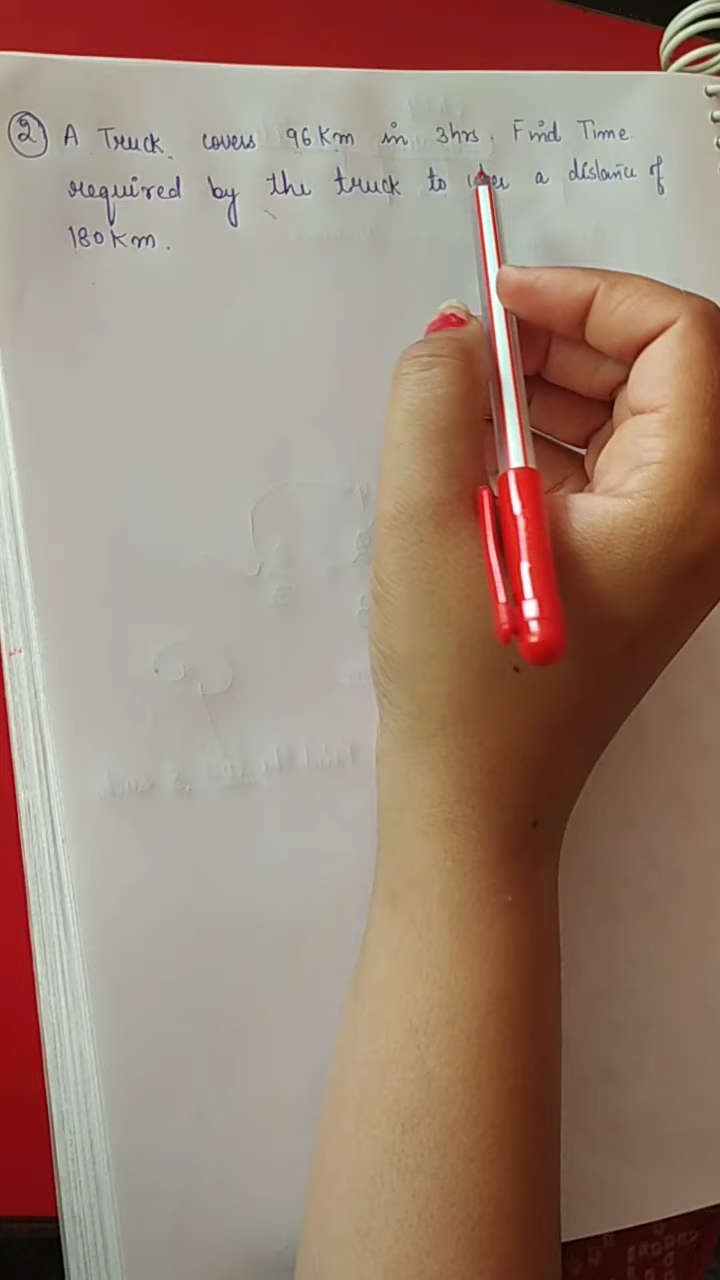 ② A Truck covers 96 Km in 3hrs. Find Time
required by the truck to a distance of
180 Km.